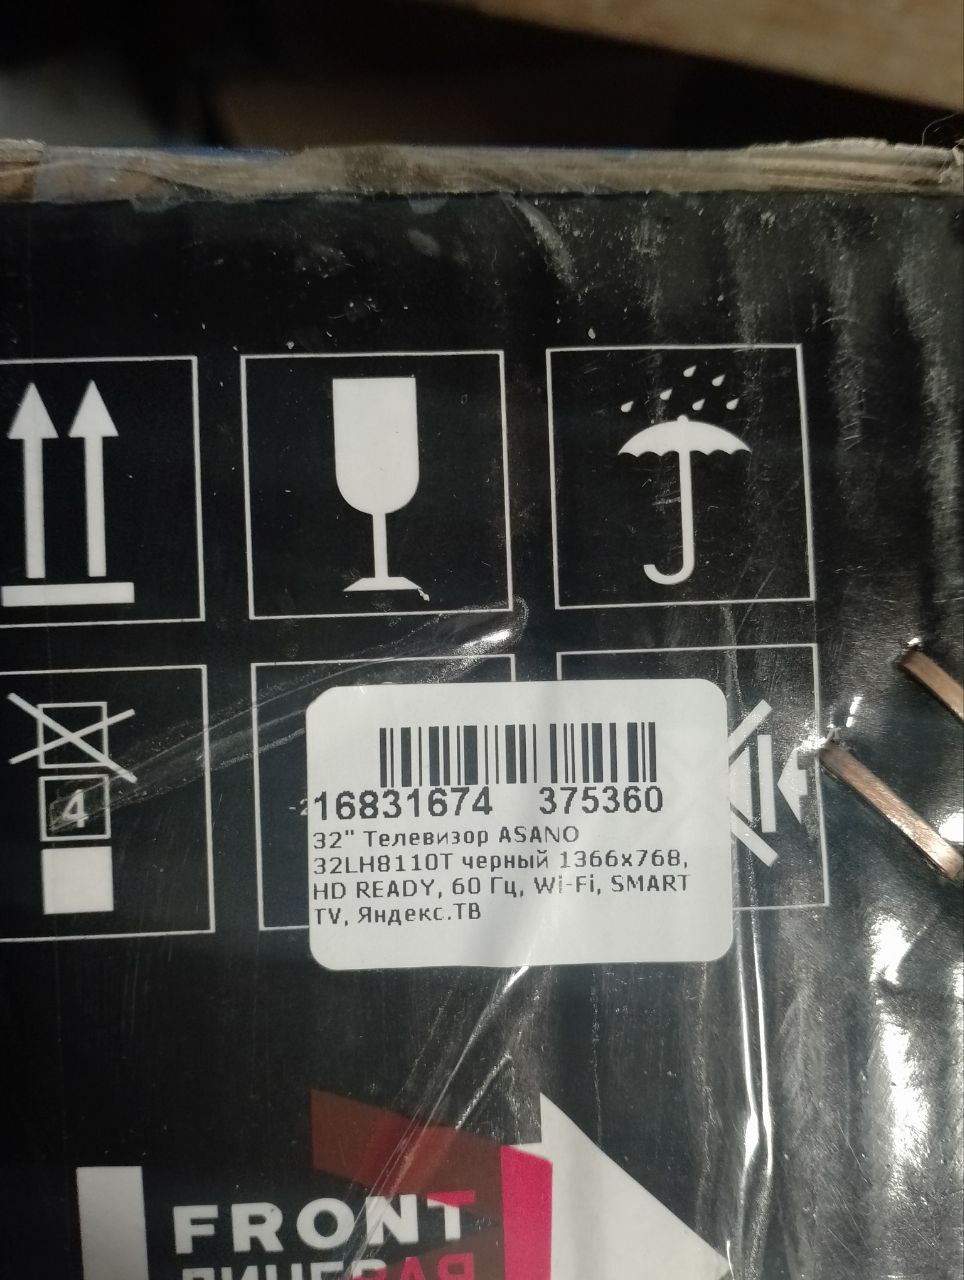 4
16831674 375360
32" Телевизор ASANO
32LH8110T черный 1366x768,
HD READY, 60 Гц, Wi-Fi, SMART
TV, Яндекс.ТВ
FRONT